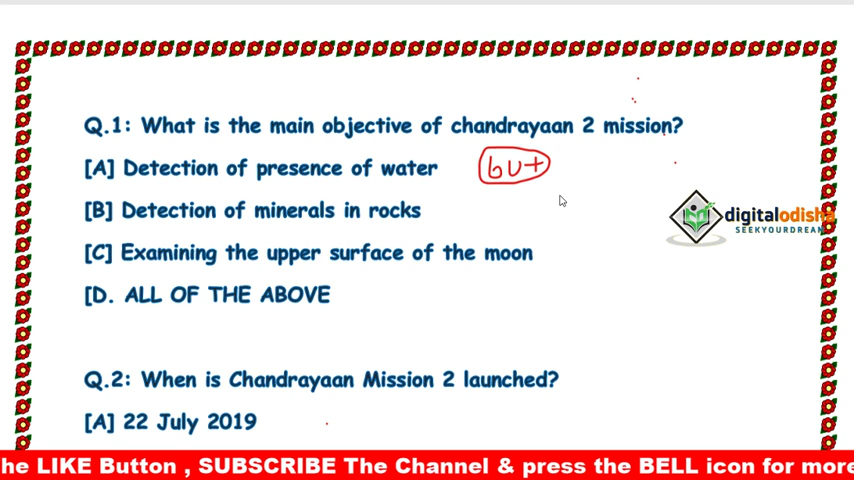 Q.1: What is the main objective of chandrayaan 2 mission?
[A] Detection of presence of water
but
[B] Detection of minerals in rocks
digitalodisha
SEEKYOURDREAM
[C] Examining the upper surface of the moon
[D. ALL OF THE ABOVE
Q.2: When is Chandrayaan Mission 2 launched?
[A] 22 July 2019
he LIKE Button , SUBSCRIBE The Channel & press the BELL icon for more